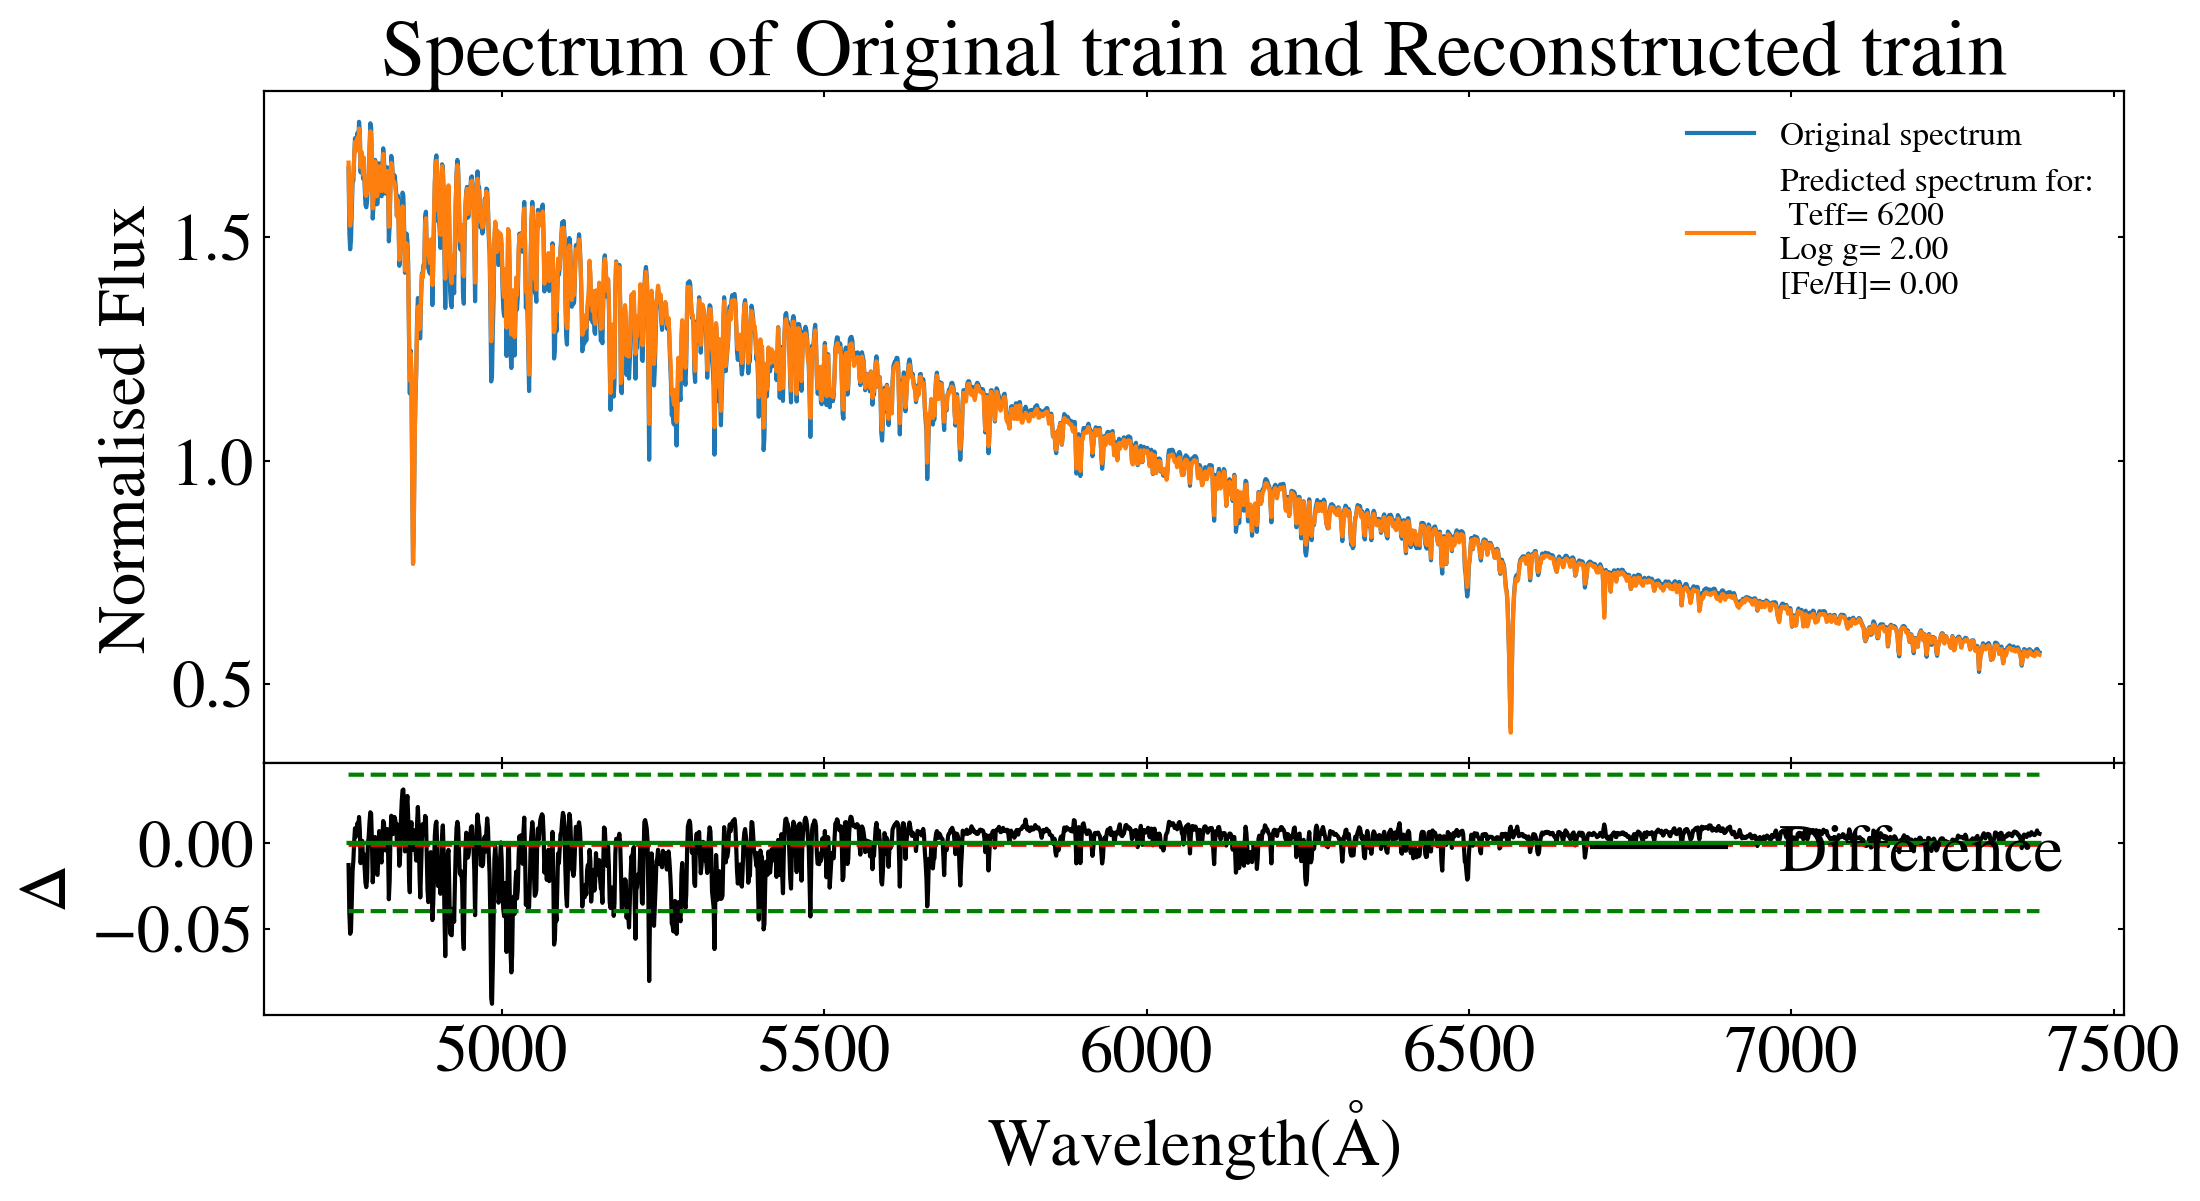 Spectrum of Original train and Reconstructed train
Normalised Flux
1.5
1.0
0.5
Original spectrum
Predicted spectrum for:
Teff= 6200
Log g= 2.00
[Fe/H]= 0.00
Δ
0.00
−0.05
Difference
5000 5500 6000 6500 7000 7500
Wavelength(Å)